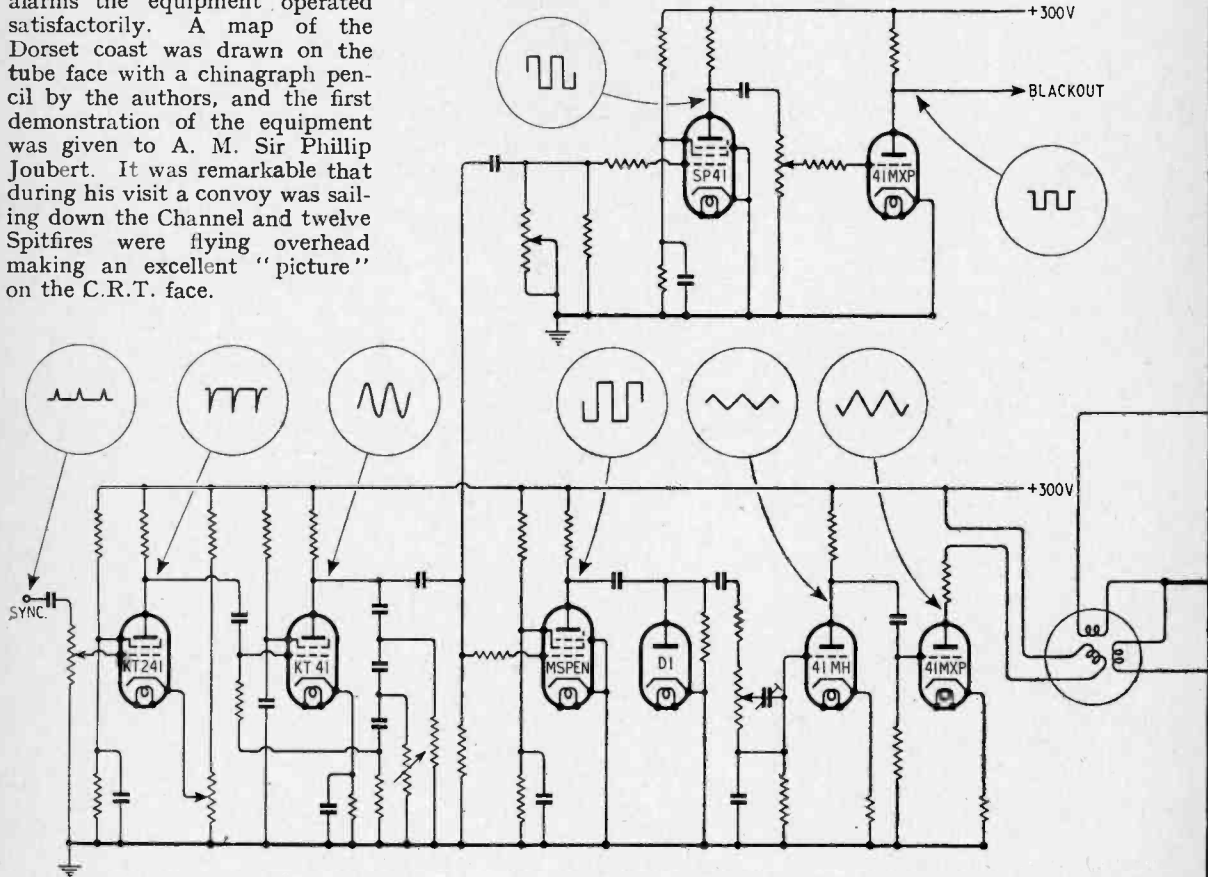 alarms the equipment operated
satisfactorily. A map of the
Dorset coast was drawn on the
tube face with a chinagraph pen-
cil by the authors, and the first
demonstration of the equipment
was given to A. M. Sir Phillip
Joubert. It was remarkable that
during his visit a convoy was sail-
ing down the Channel and twelve
Spitfires were flying overhead
making an excellent "picture"
on the C.R.T. face.
+300V
BLACKOUT
SP41
41MXP
+300V
SYNC.
KT241
KT41
MSPEN
D1
41MH
41MXP